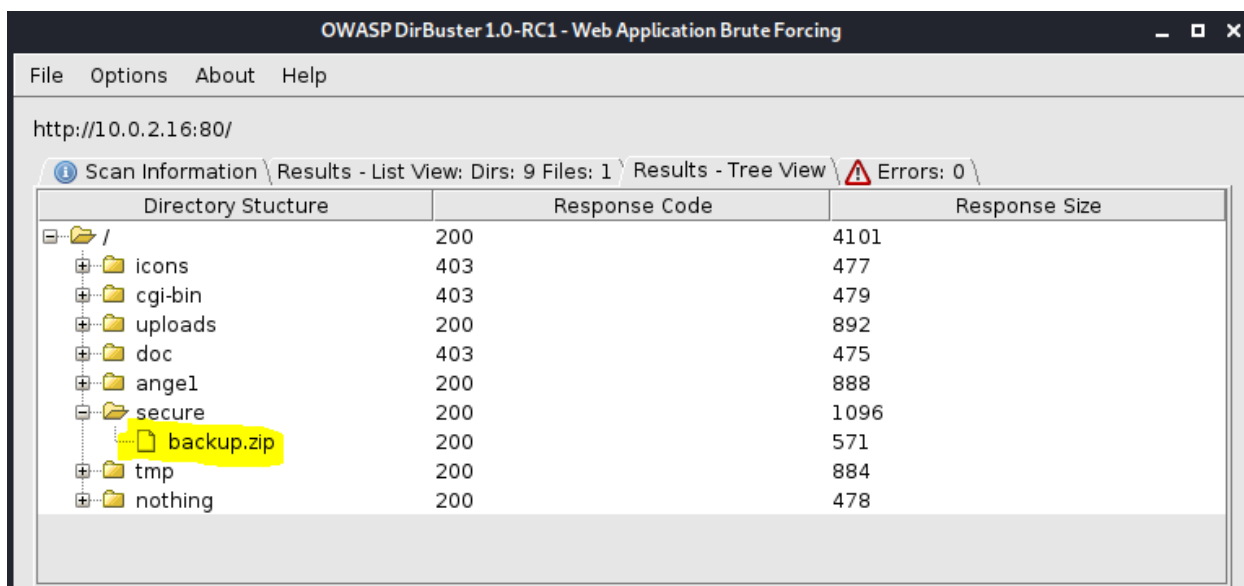 OWASP DirBuster 1.0-RC1 - Web Application Brute Forcing
File Options About Help
http://10.0.2.16:80/
Scan Information Results - List View: Dirs: 9 Files: 1 Results - Tree View Errors: 0
Directory Stucture Response Code Response Size
/ 200 4101
icons 403 477
cgi-bin 403 479
uploads 200 892
doc 403 475
angel 200 888
secure 200 1096
backup.zip 200 571
tmp 200 884
nothing 200 478